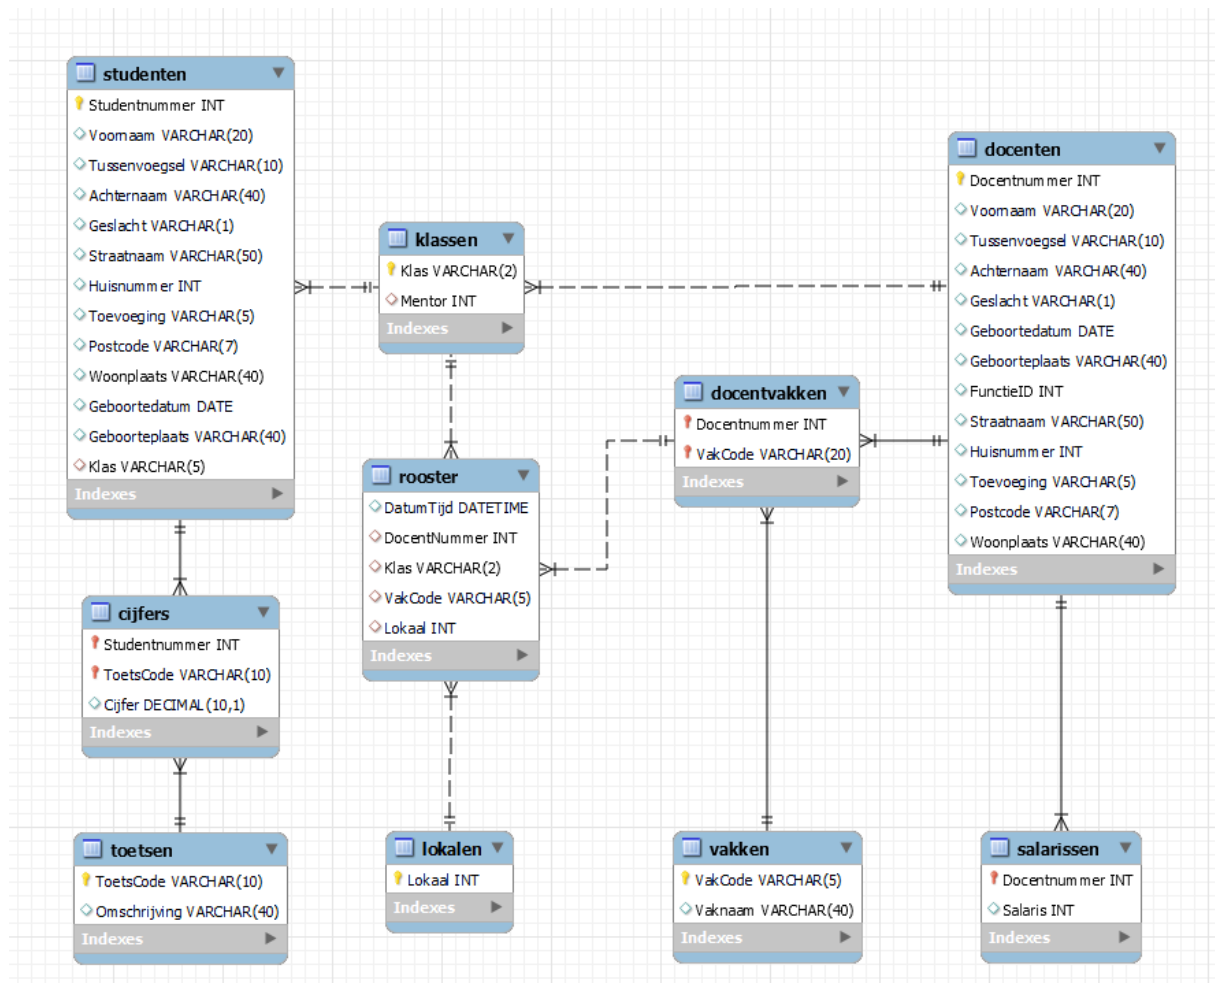 studenten
Studentnummer INT
Voornaam VARCHAR(20)
Tussenvoegsel VARCHAR(10)
Achternaam VARCHAR(40)
Geslacht VARCHAR(1)
Straatnaam VARCHAR(50)
Huisnummer INT
Toevoeging VARCHAR(5)
Postcode VARCHAR(7)
Woonplaats VARCHAR(40)
Geboortedatum DATE
Geboorteplaats VARCHAR(40)
Klas VARCHAR(5)
Indexes
klassen
Klas VARCHAR(2)
Mentor INT
Indexes
docenten
Docentnummer INT
Voornaam VARCHAR(20)
Tussenvoegsel VARCHAR(10)
Achternaam VARCHAR(40)
Geslacht VARCHAR(1)
Geboortedatum DATE
Geboorteplaats VARCHAR(40)
FunctieID INT
Straatnaam VARCHAR(50)
Huisnummer INT
Toevoeging VARCHAR(5)
Postcode VARCHAR(7)
Woonplaats VARCHAR(40)
Indexes
docentvakken
Docentnummer INT
VakCode VARCHAR(20)
Indexes
rooster
DatumTijd DATETIME
DocentNummer INT
Klas VARCHAR(2)
VakCode VARCHAR(5)
Lokaal INT
Indexes
cijfers
Studentnummer INT
ToetsCode VARCHAR(10)
Cijfer DECIMAL(10,1)
Indexes
toetsen
ToetsCode VARCHAR(10)
Omschrijving VARCHAR(40)
Indexes
lokalen
Lokaal INT
Indexes
vakken
VakCode VARCHAR(5)
Vaknaam VARCHAR(40)
Indexes
salarissen
Docentnummer INT
Salaris INT
Indexes